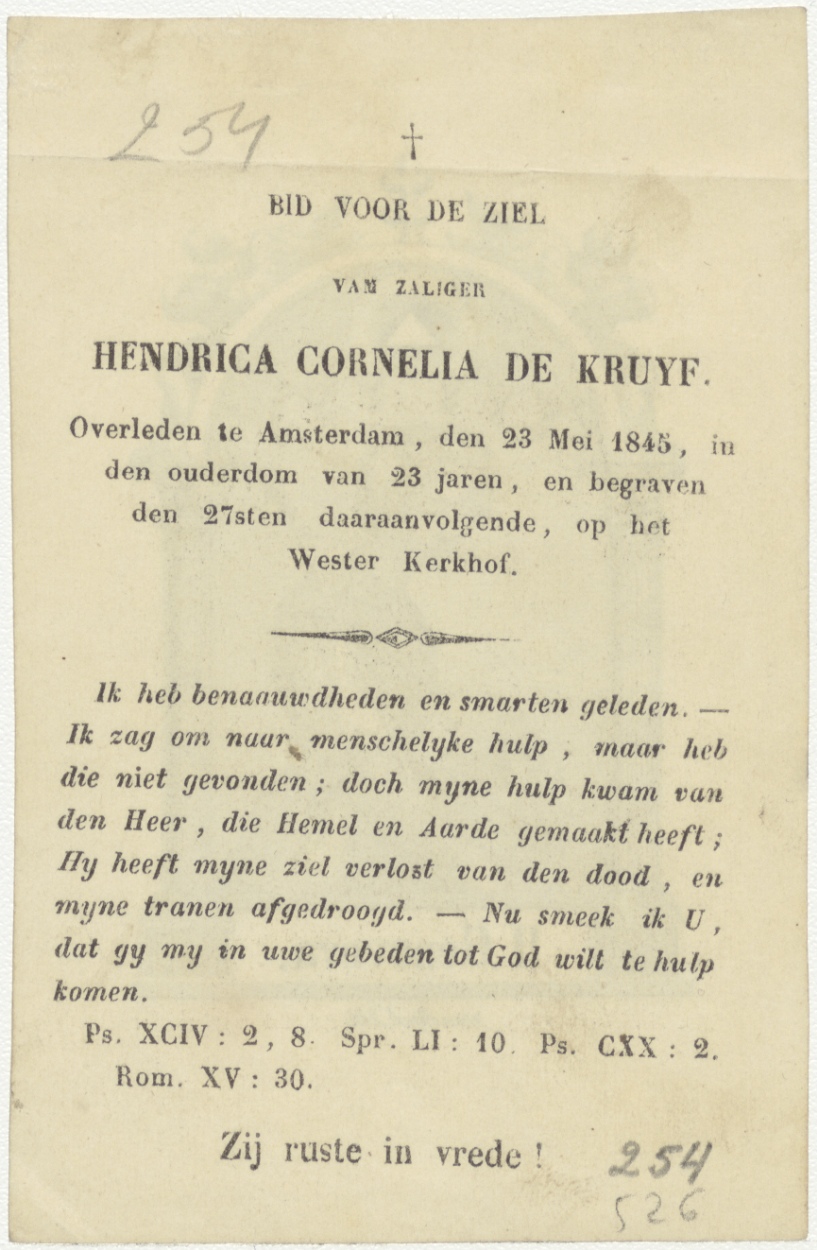 254
†
BID VOOR DE ZIEL
VAN ZALIGER
HENDRICA CORNELIA DE KRUYF.
Overleden te Amsterdam, den 23 Mei 1845, in
den ouderdom van 23 jaren, en begraven
den 27sten daaraanvolgende, op het
Wester Kerkhof.
Ik heb benaauwdheden en smarten geleden. —
Ik zag om naar menschelyke hulp, maar heb
die niet gevonden; doch myne hulp kwam van
den Heer, die Hemel en Aarde gemaakt heeft;
Hy heeft myne ziel verlost van den dood, en
myne tranen afgedroogd. — Nu smeek ik U,
dat gy my in uwe gebeden tot God wilt te hulp
komen.
Ps. XCIV: 2, 8. Spr. LI: 10. Ps. CXX: 2.
Rom. XV: 30.
Zij ruste in vrede!
254
526